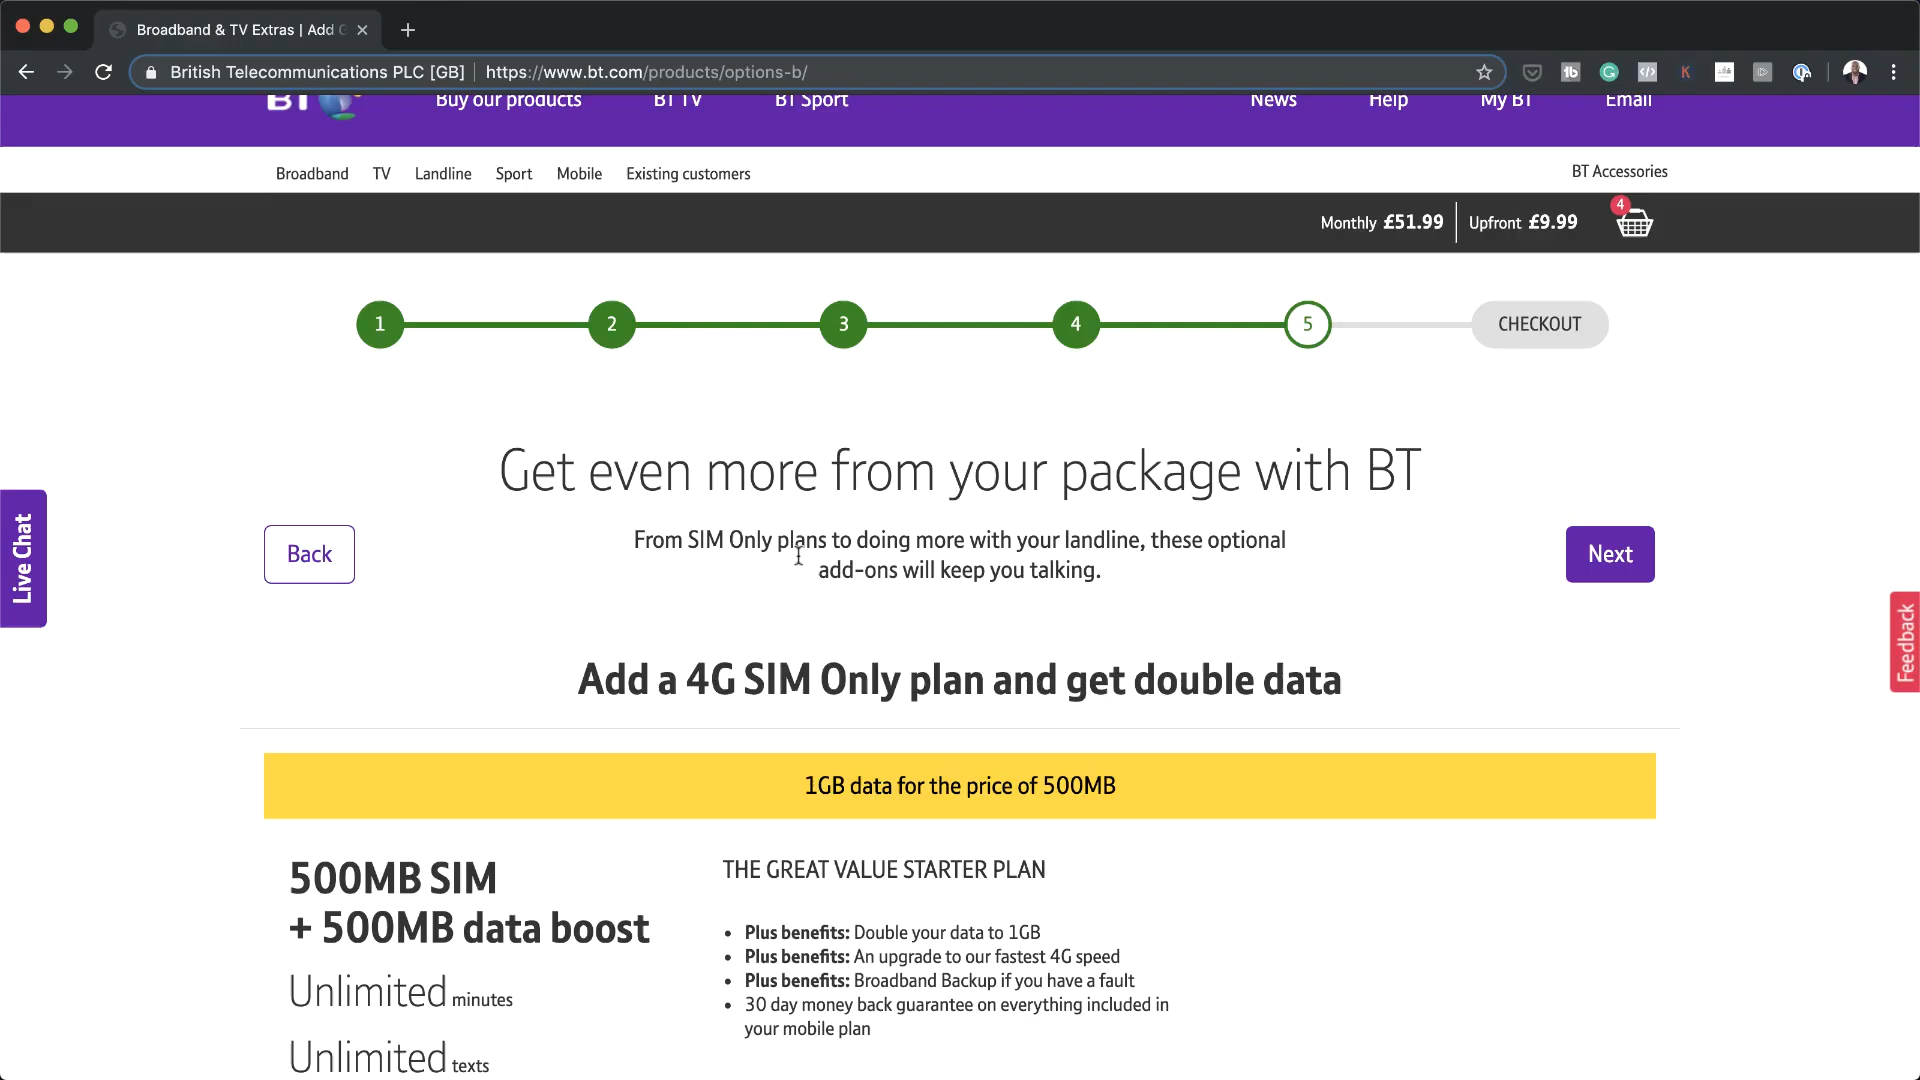 Broadband & TV Extras | Add
British Telecommunications PLC [GB] https://www.bt.com/products/options-b/
BT Buy our products BT TV BT Sport News Help My BT Email
Broadband TV Landline Sport Mobile Existing customers BT Accessories
Monthly £51.99 Upfront £9.99 4
1 2 3 4 5 CHECKOUT
Get even more from your package with BT
Live Chat
Back
From SIM Only plans to doing more with your landline, these optional
add-ons will keep you talking.
Next
Feedback
Add a 4G SIM Only plan and get double data
1GB data for the price of 500MB
500MB SIM
+ 500MB data boost
Unlimited minutes
Unlimited texts
THE GREAT VALUE STARTER PLAN
• Plus benefits: Double your data to 1GB
• Plus benefits: An upgrade to our fastest 4G speed
• Plus benefits: Broadband Backup if you have a fault
• 30 day money back guarantee on everything included in
your mobile plan